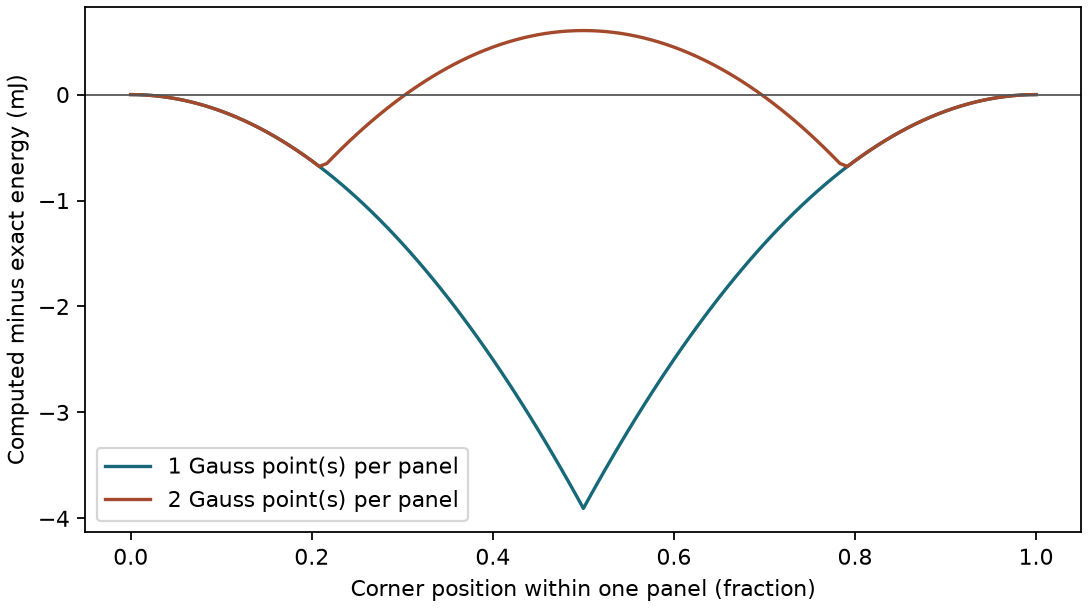 Computed minus exact energy (mJ)
0
−1
−2
−3
−4
1 Gauss point(s) per panel
2 Gauss point(s) per panel
0.0 0.2 0.4 0.6 0.8 1.0
Corner position within one panel (fraction)